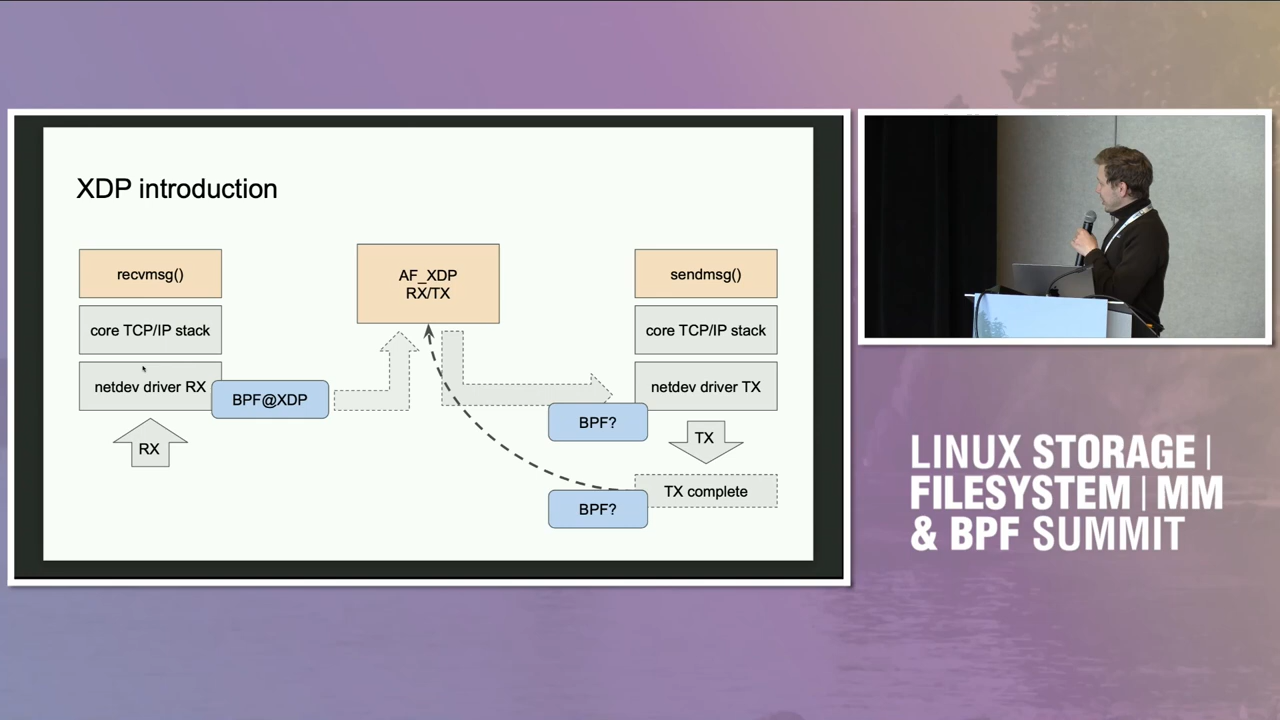 XDP introduction
recvmsg()
core TCP/IP stack
netdev driver RX
BPF@XDP
RX
AF_XDP
RX/TX
sendmsg()
core TCP/IP stack
netdev driver TX
BPF?
TX
TX complete
BPF?
LINUX STORAGE |
FILESYSTEM | MM
& BPF SUMMIT